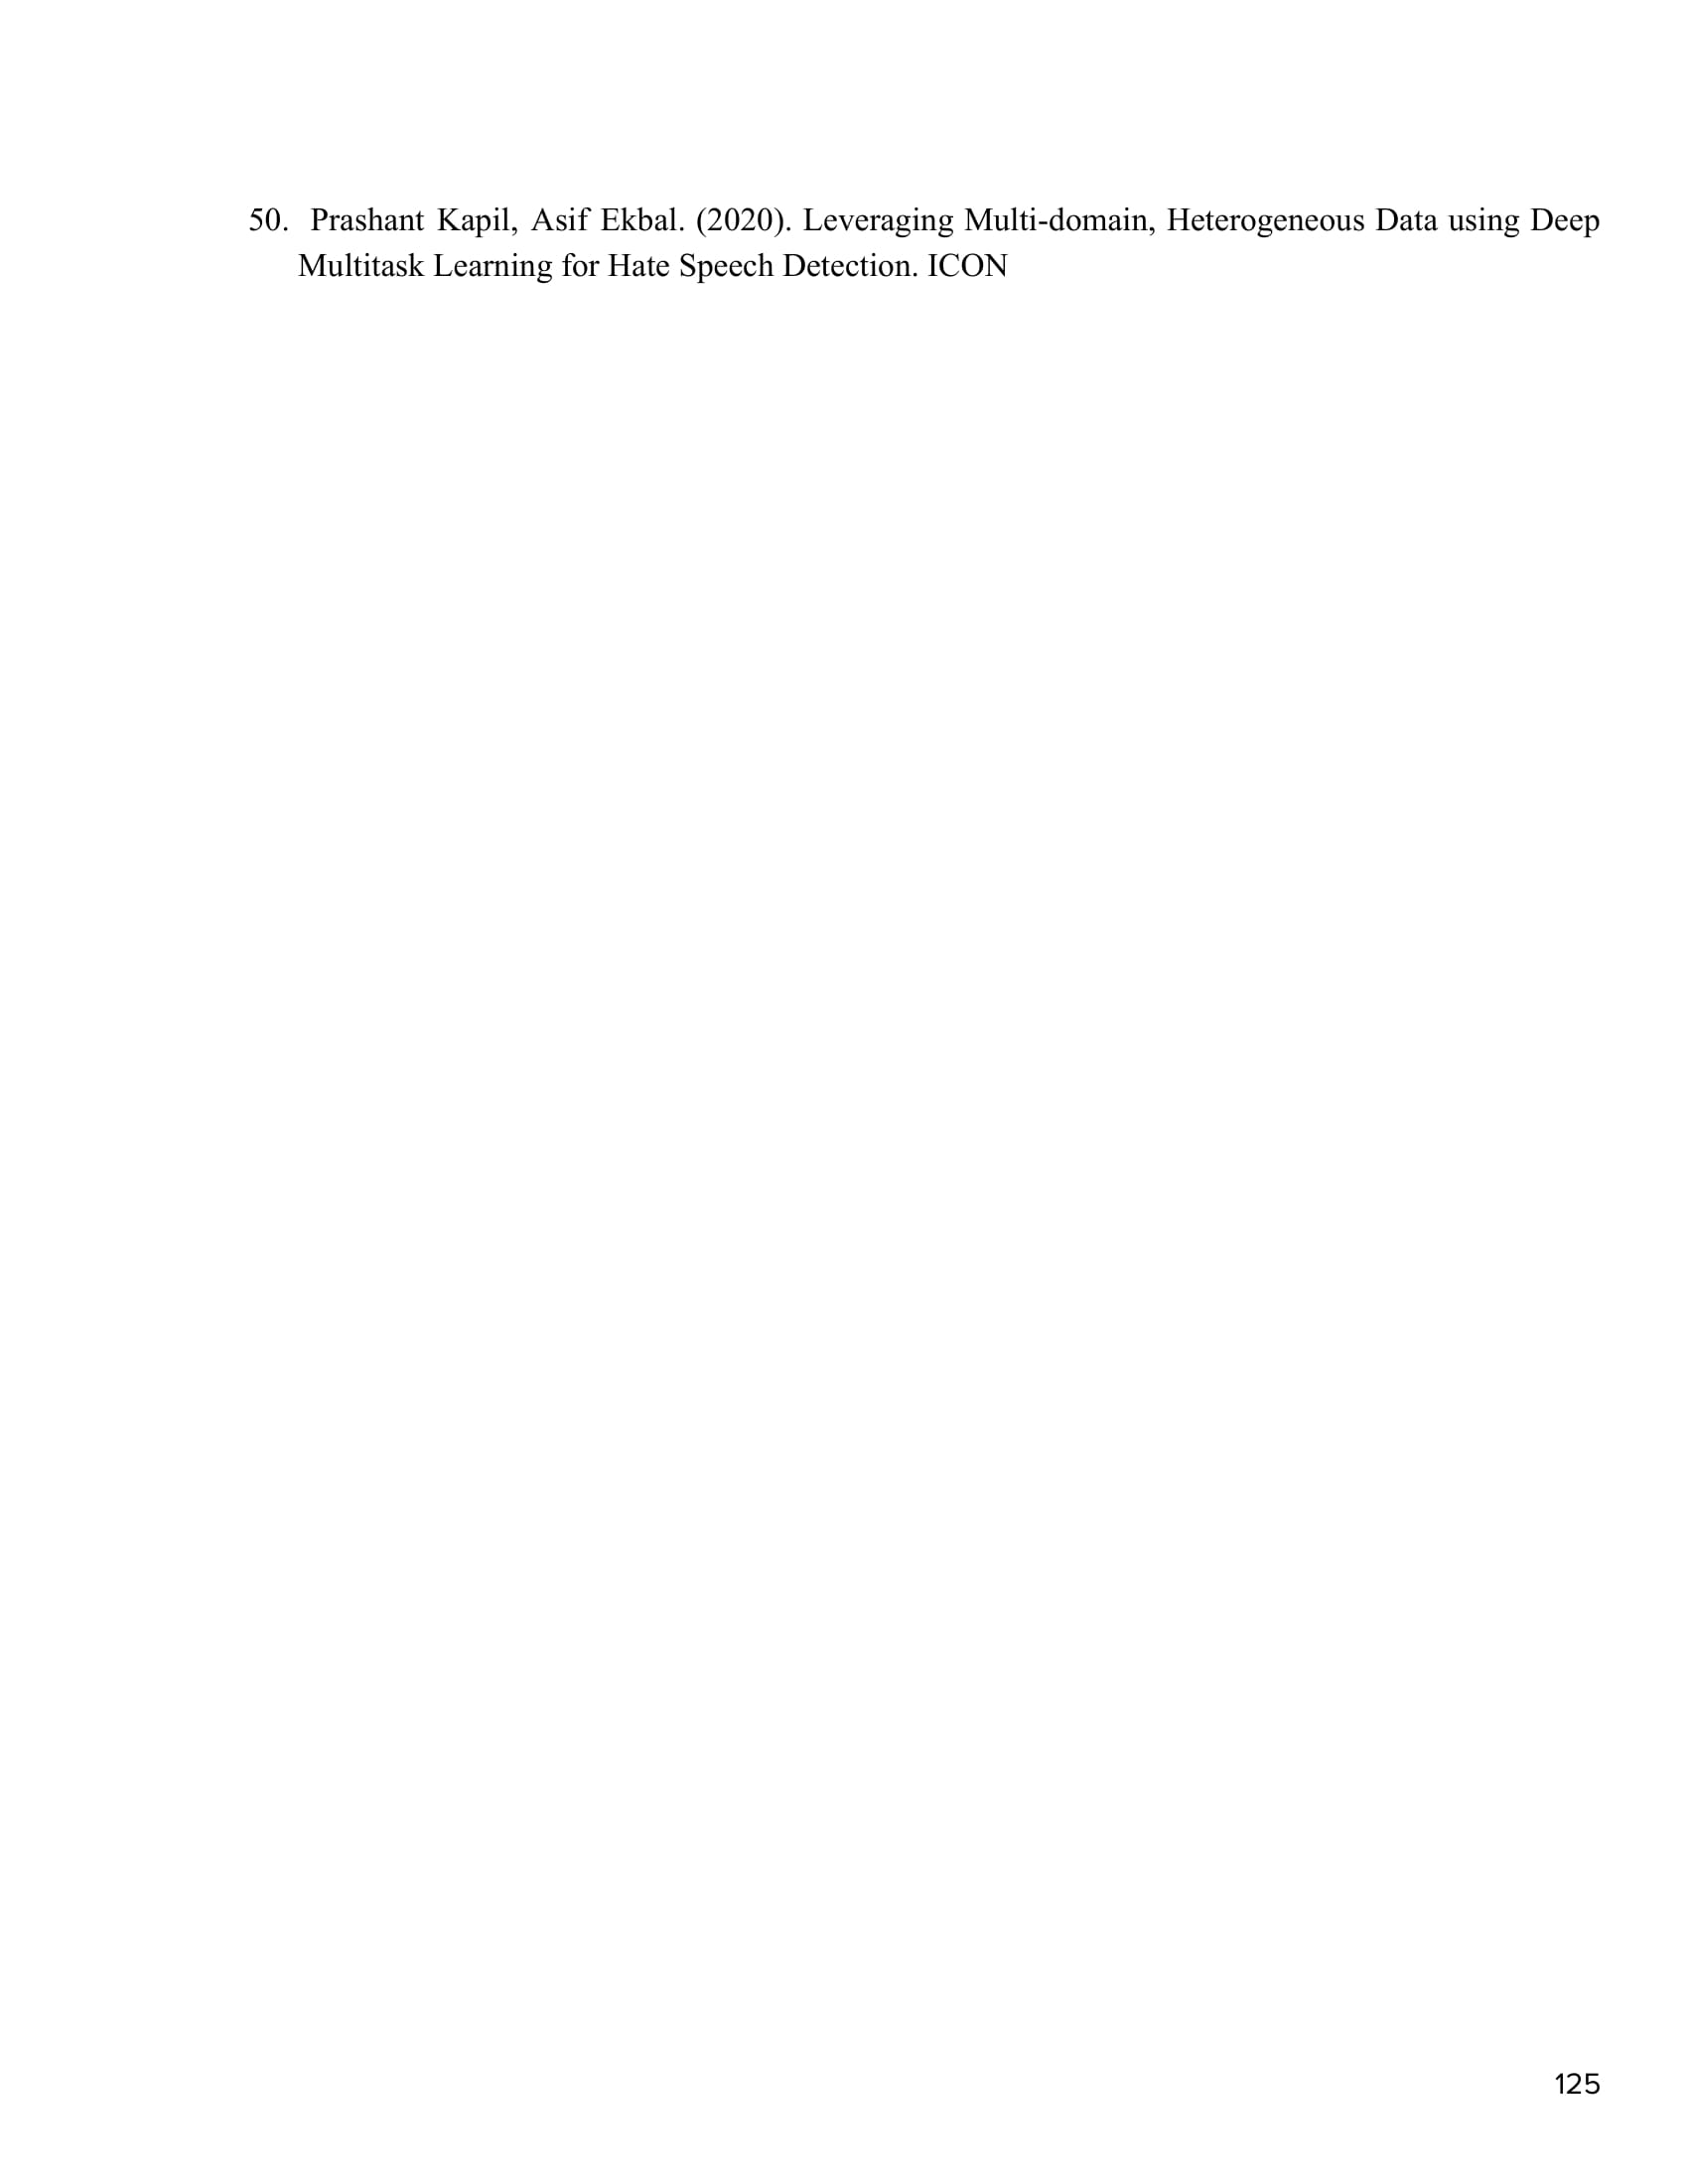 50. Prashant Kapil, Asif Ekbal. (2020). Leveraging Multi-domain, Heterogeneous Data using Deep
Multitask Learning for Hate Speech Detection. ICON
125